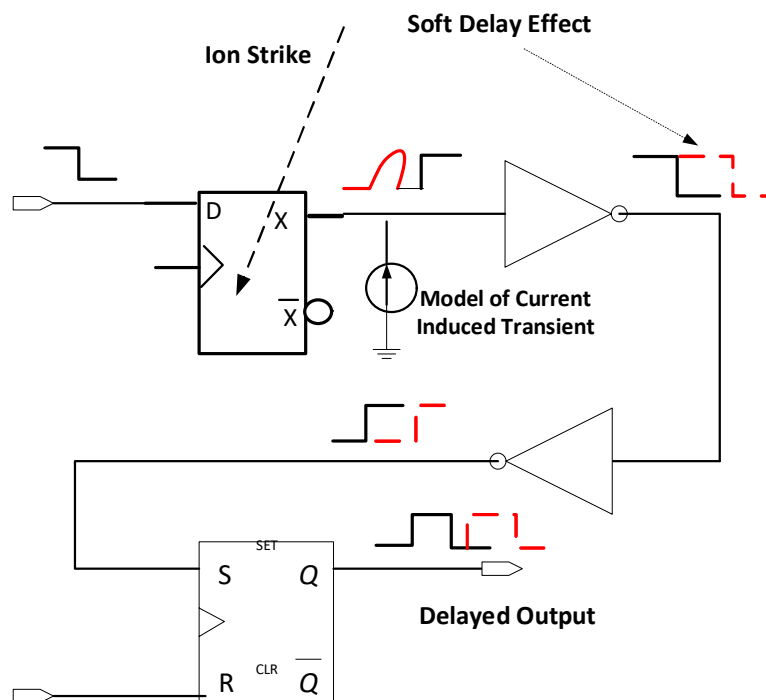 Soft Delay Effect
Ion Strike
D
X
X̅
Model of Current
Induced Transient
SET
S
Q
Delayed Output
CLR
R
Q̅